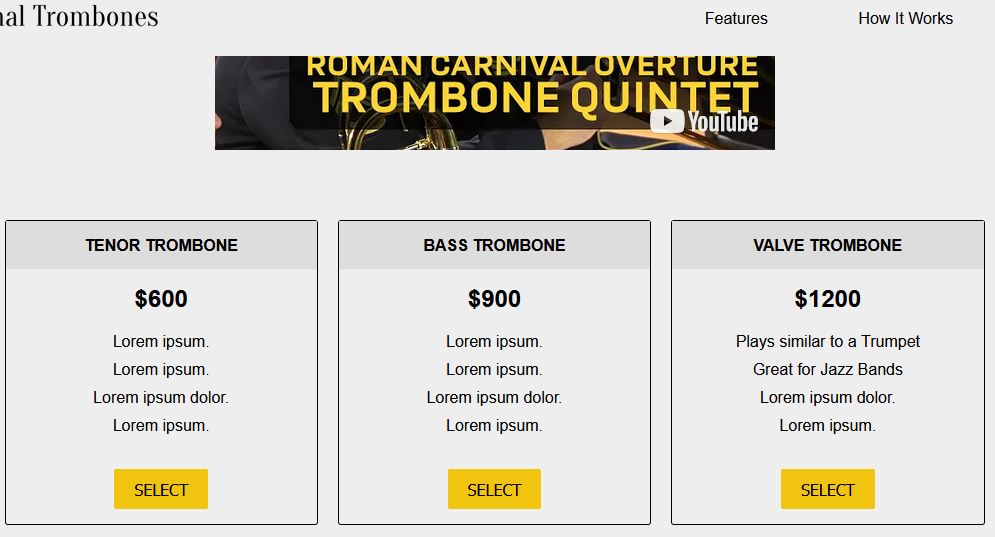 nal Trombones
Features
How It Works
ROMAN CARNIVAL OVERTURE
TROMBONE QUINTET
YouTube
TENOR TROMBONE
$600
Lorem ipsum.
Lorem ipsum.
Lorem ipsum dolor.
Lorem ipsum.
SELECT
BASS TROMBONE
$900
Lorem ipsum.
Lorem ipsum.
Lorem ipsum dolor.
Lorem ipsum.
SELECT
VALVE TROMBONE
$1200
Plays similar to a Trumpet
Great for Jazz Bands
Lorem ipsum dolor.
Lorem ipsum.
SELECT